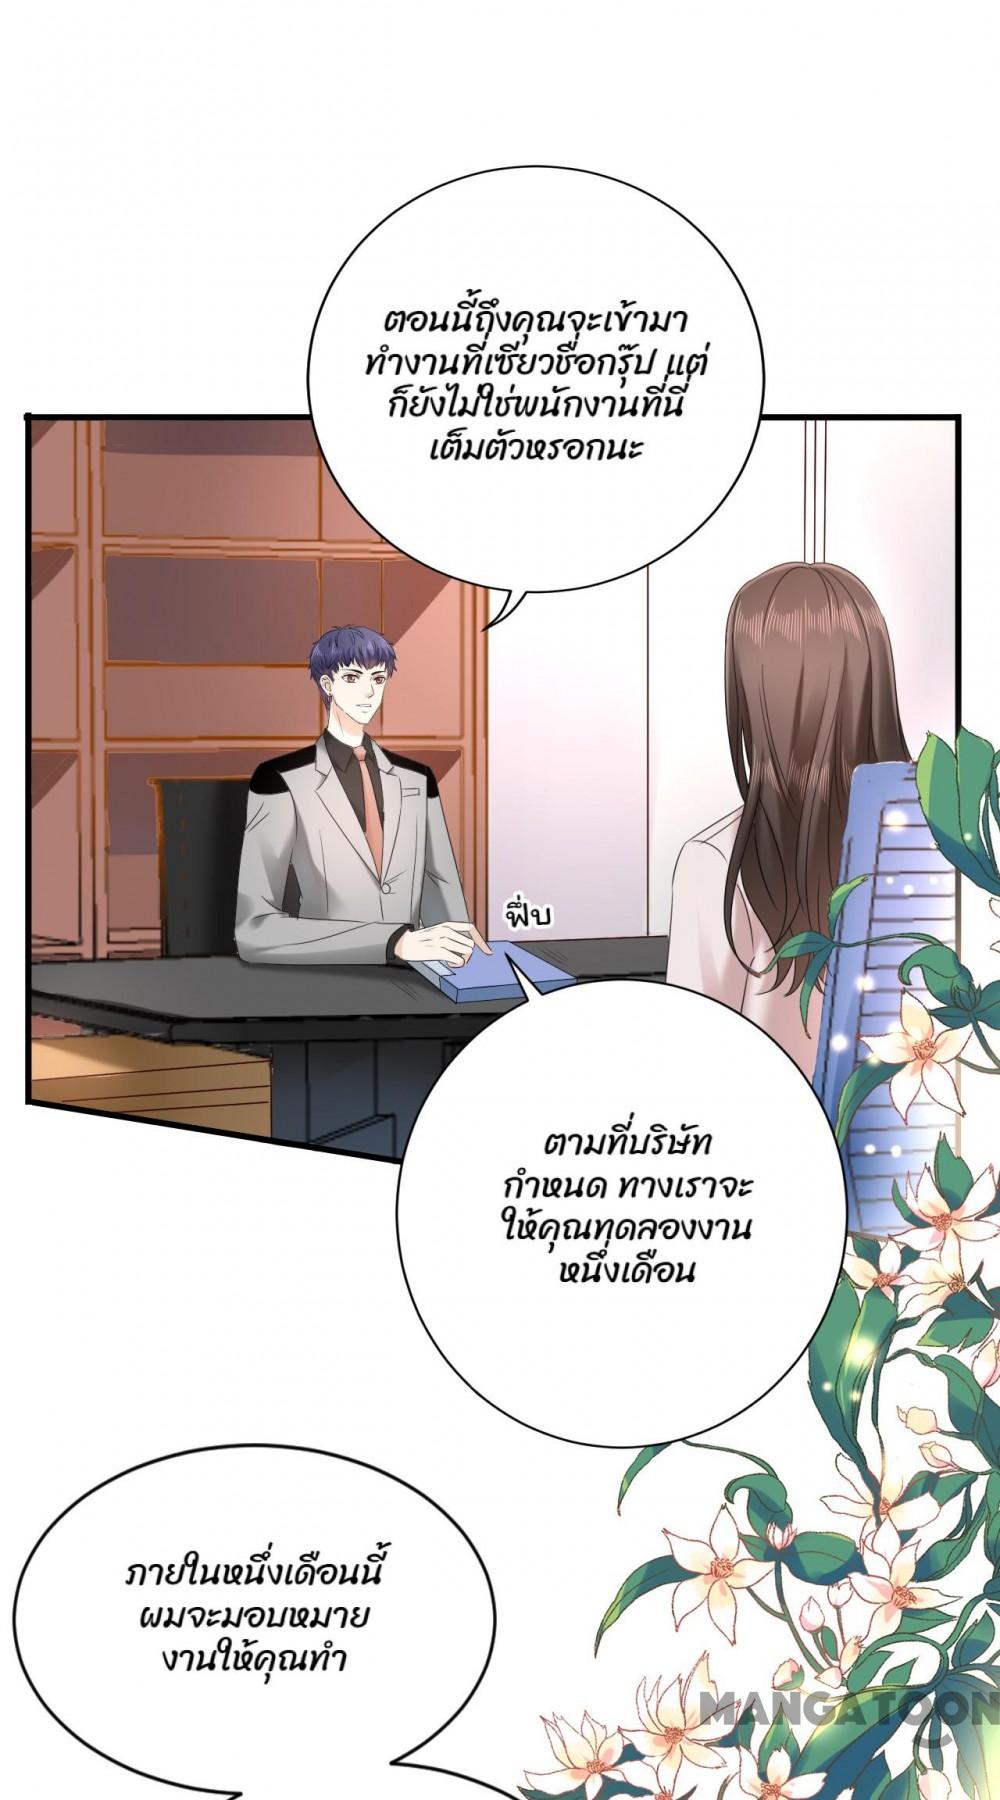 ตอนนี้ถึงคุณจะเข้ามา
ทำงานที่เซียวชื่อกรุ๊ป แต่
ก็ยังไม่ใช่พนักงานที่นี่
เต็มตัวหรอกนะ
ฟึ่บ
ตามที่บริษัท
กำหนด ทางเราจะ
ให้คุณทดลองงาน
หนึ่งเดือน
ภายในหนึ่งเดือนนี้
ผมจะมอบหมาย
งานให้คุณทำ
MANGATOON